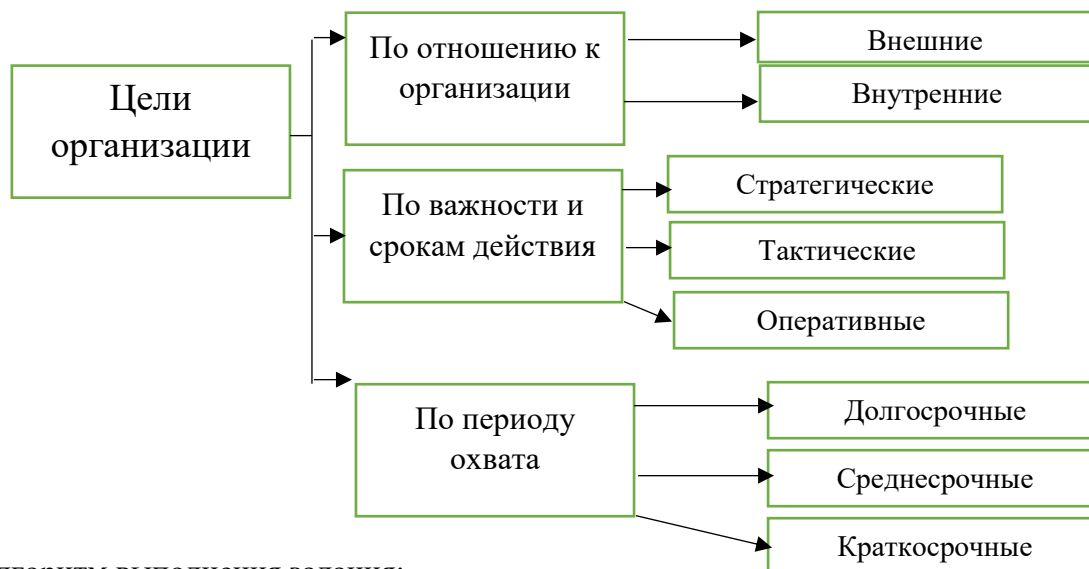 Цели
организации
По отношению к
организации
Внешние
Внутренние
По важности и
срокам действия
Стратегические
Тактические
Оперативные
По периоду
охвата
Долгосрочные
Среднесрочные
Краткосрочные